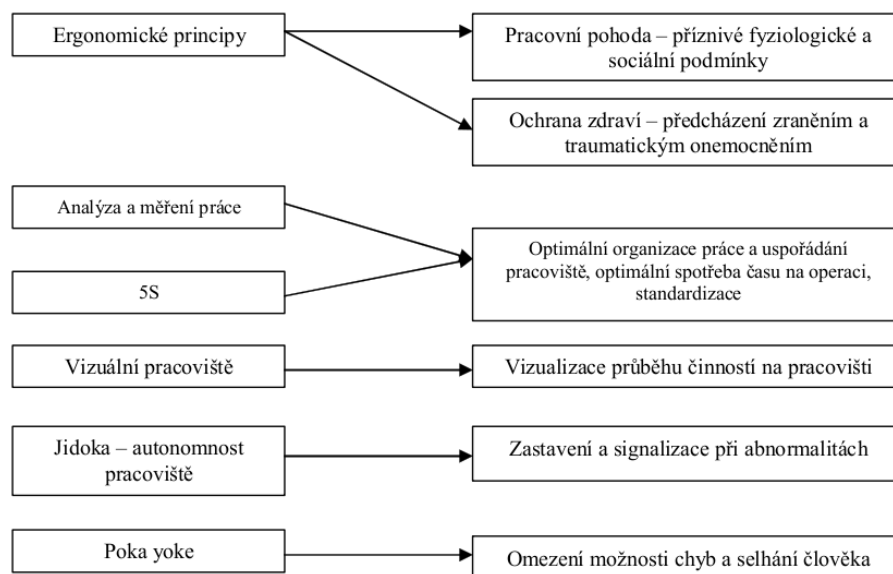 Ergonomické principy
Pracovní pohoda – příznivé fyziologické a
sociální podmínky
Ochrana zdraví – předcházení zraněním a
traumatickým onemocněním
Analýza a měření práce
5S
Optimální organizace práce a uspořádání
pracoviště, optimální spotřeba času na operaci,
standardizace
Vizuální pracoviště
Vizualizace průběhu činností na pracovišti
Jidoka – autonomnost
pracoviště
Zastavení a signalizace při abnormalitách
Poka yoke
Omezení možnosti chyb a selhání člověka